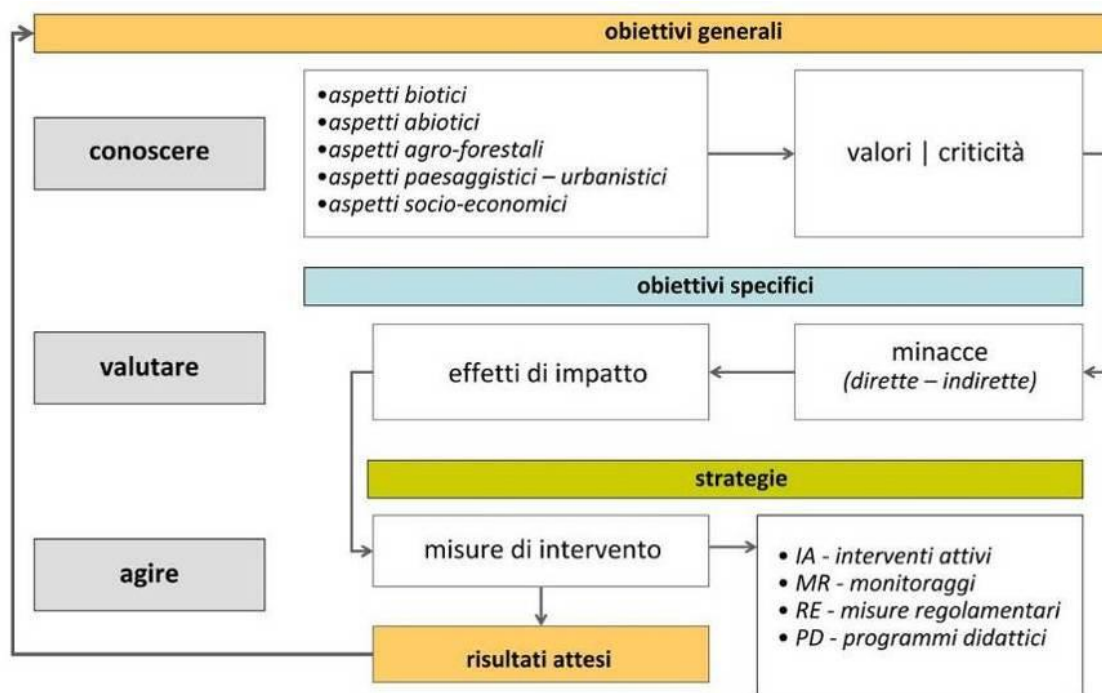 obiettivi generali
conoscere
•aspetti biotici
•aspetti abiotici
•aspetti agro-forestali
•aspetti paesaggistici – urbanistici
•aspetti socio-economici
valori | criticità
obiettivi specifici
valutare
effetti di impatto
minacce
(dirette – indirette)
strategie
agire
misure di intervento
• IA - interventi attivi
• MR - monitoraggi
• RE - misure regolamentari
• PD - programmi didattici
risultati attesi